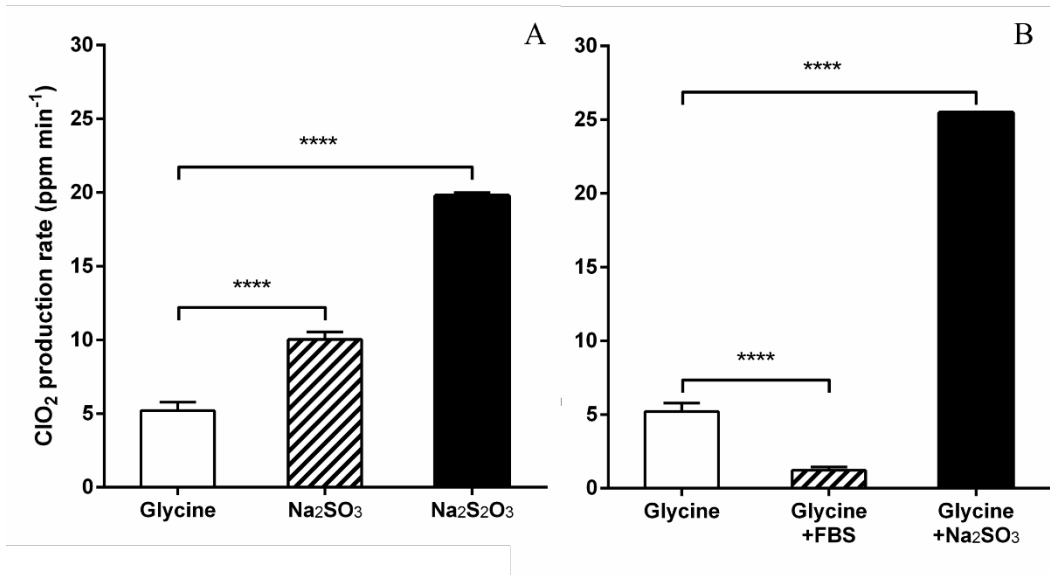 A
ClO₂ production rate (ppm min⁻¹)
30
25
20
15
10
5
0
****
****
Glycine
Na₂SO₃
Na₂S₂O₃
B
30
25
20
15
10
5
0
****
****
Glycine
Glycine
+FBS
Glycine
+Na₂SO₃